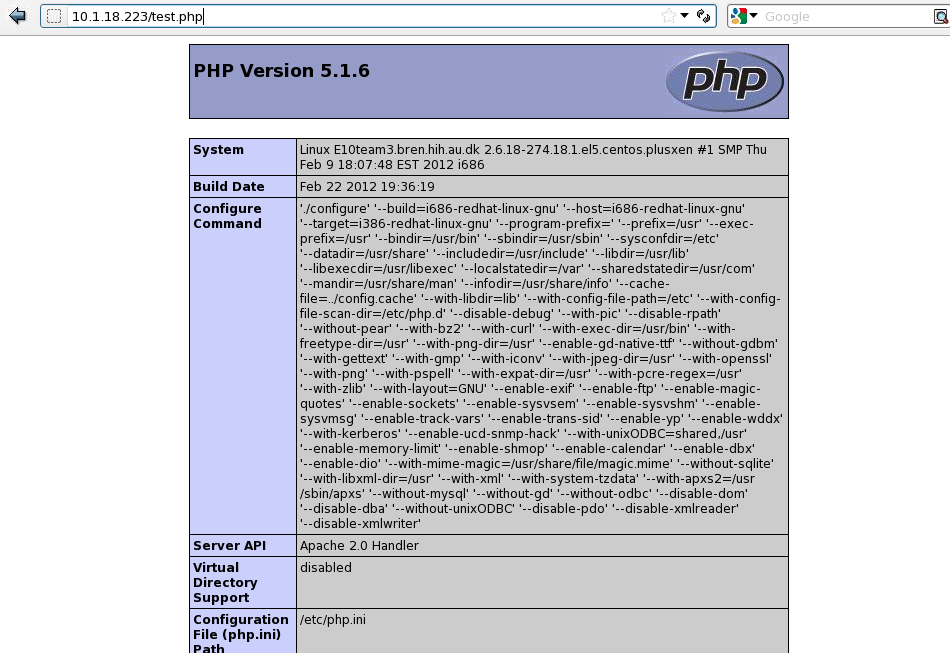 10.1.18.223/test.php
Google
PHP Version 5.1.6
php
System
Linux E10team3.bren.hih.au.dk 2.6.18-274.18.1.el5.centos.plusxen #1 SMP Thu
Feb 9 18:07:48 EST 2012 i686
Build Date
Feb 22 2012 19:36:19
Configure
Command
'./configure' '--build=i686-redhat-linux-gnu' '--host=i686-redhat-linux-gnu'
'--target=i386-redhat-linux-gnu' '--program-prefix=' '--prefix=/usr' '--exec-
prefix=/usr' '--bindir=/usr/bin' '--sbindir=/usr/sbin' '--sysconfdir=/etc'
'--datadir=/usr/share' '--includedir=/usr/include' '--libdir=/usr/lib'
'--libexecdir=/usr/libexec' '--localstatedir=/var' '--sharedstatedir=/usr/com'
'--mandir=/usr/share/man' '--infodir=/usr/share/info' '--cache-
file=../config.cache' '--with-libdir=lib' '--with-config-file-path=/etc' '--with-config-
file-scan-dir=/etc/php.d' '--disable-debug' '--with-pic' '--disable-rpath'
'--without-pear' '--with-bz2' '--with-curl' '--with-exec-dir=/usr/bin' '--with-
freetype-dir=/usr' '--with-png-dir=/usr' '--enable-gd-native-ttf' '--without-gdbm'
'--with-gettext' '--with-gmp' '--with-iconv' '--with-jpeg-dir=/usr' '--with-openssl'
'--with-png' '--with-pspell' '--with-expat-dir=/usr' '--with-pcre-regex=/usr'
'--with-zlib' '--with-layout=GNU' '--enable-exif' '--enable-ftp' '--enable-magic-
quotes' '--enable-sockets' '--enable-sysvsem' '--enable-sysvshm' '--enable-
sysvmsg' '--enable-track-vars' '--enable-trans-sid' '--enable-yp' '--enable-wddx'
'--with-kerberos' '--enable-ucd-snmp-hack' '--with-unixODBC=shared,/usr'
'--enable-memory-limit' '--enable-shmop' '--enable-calendar' '--enable-dbx'
'--enable-dio' '--with-mime-magic=/usr/share/file/magic.mime' '--without-sqlite'
'--with-libxml-dir=/usr' '--with-xml' '--with-system-tzdata' '--with-apxs2=/usr
/sbin/apxs' '--without-mysql' '--without-gd' '--without-odbc' '--disable-dom'
'--disable-dba' '--without-unixODBC' '--disable-pdo' '--disable-xmlreader'
'--disable-xmlwriter'
Server API
Apache 2.0 Handler
Virtual
Directory
Support
disabled
Configuration
File (php.ini)
Path
/etc/php.ini